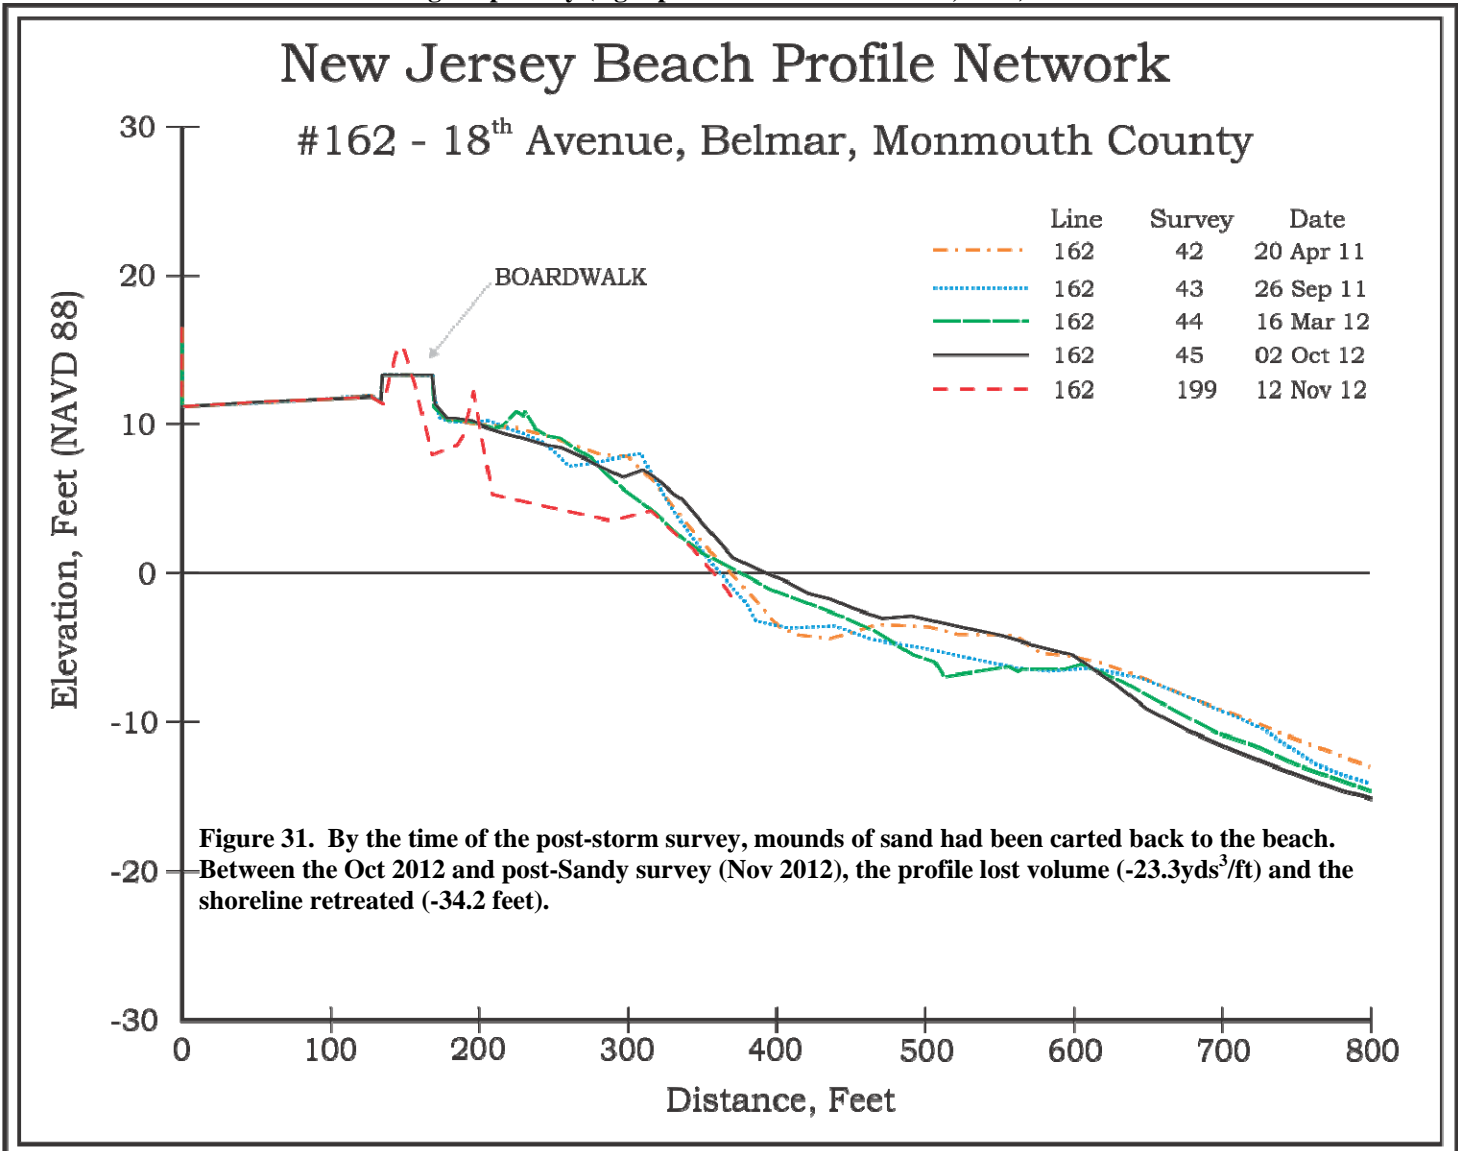 New Jersey Beach Profile Network
#162 - 18th Avenue, Belmar, Monmouth County
Line Survey Date
162 42 20 Apr 11
162 43 26 Sep 11
162 44 16 Mar 12
162 45 02 Oct 12
162 199 12 Nov 12
BOARDWALK
Elevation, Feet (NAVD 88)
30
20
10
0
-10
-20
-30
Figure 31. By the time of the post-storm survey, mounds of sand had been carted back to the beach.
Between the Oct 2012 and post-Sandy survey (Nov 2012), the profile lost volume (-23.3yds3/ft) and the
shoreline retreated (-34.2 feet).
0 100 200 300 400 500 600 700 800
Distance, Feet